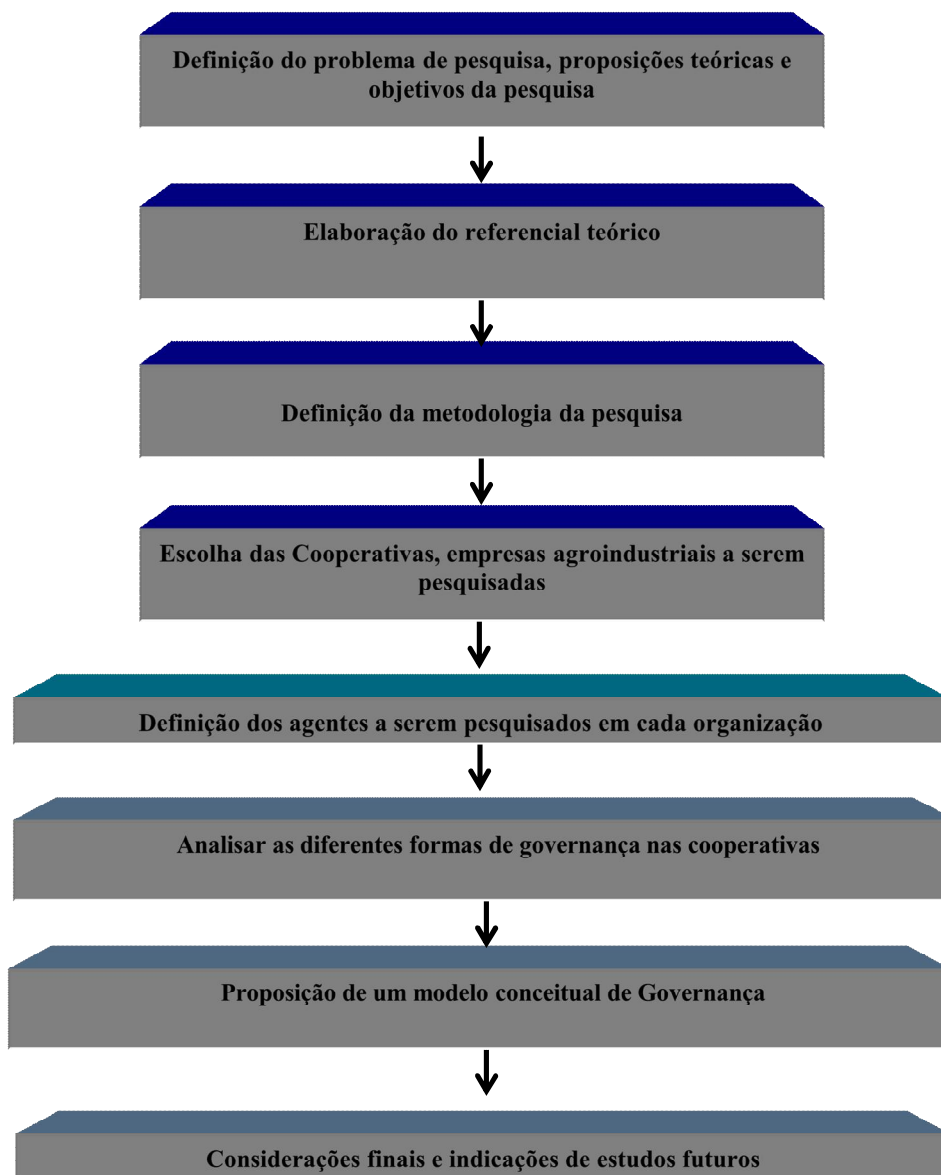 Definição do problema de pesquisa, proposições teóricas e
objetivos da pesquisa
Elaboração do referencial teórico
Definição da metodologia da pesquisa
Escolha das Cooperativas, empresas agroindustriais a serem
pesquisadas
Definição dos agentes a serem pesquisados em cada organização
Analisar as diferentes formas de governança nas cooperativas
Proposição de um modelo conceitual de Governança
Considerações finais e indicações de estudos futuros